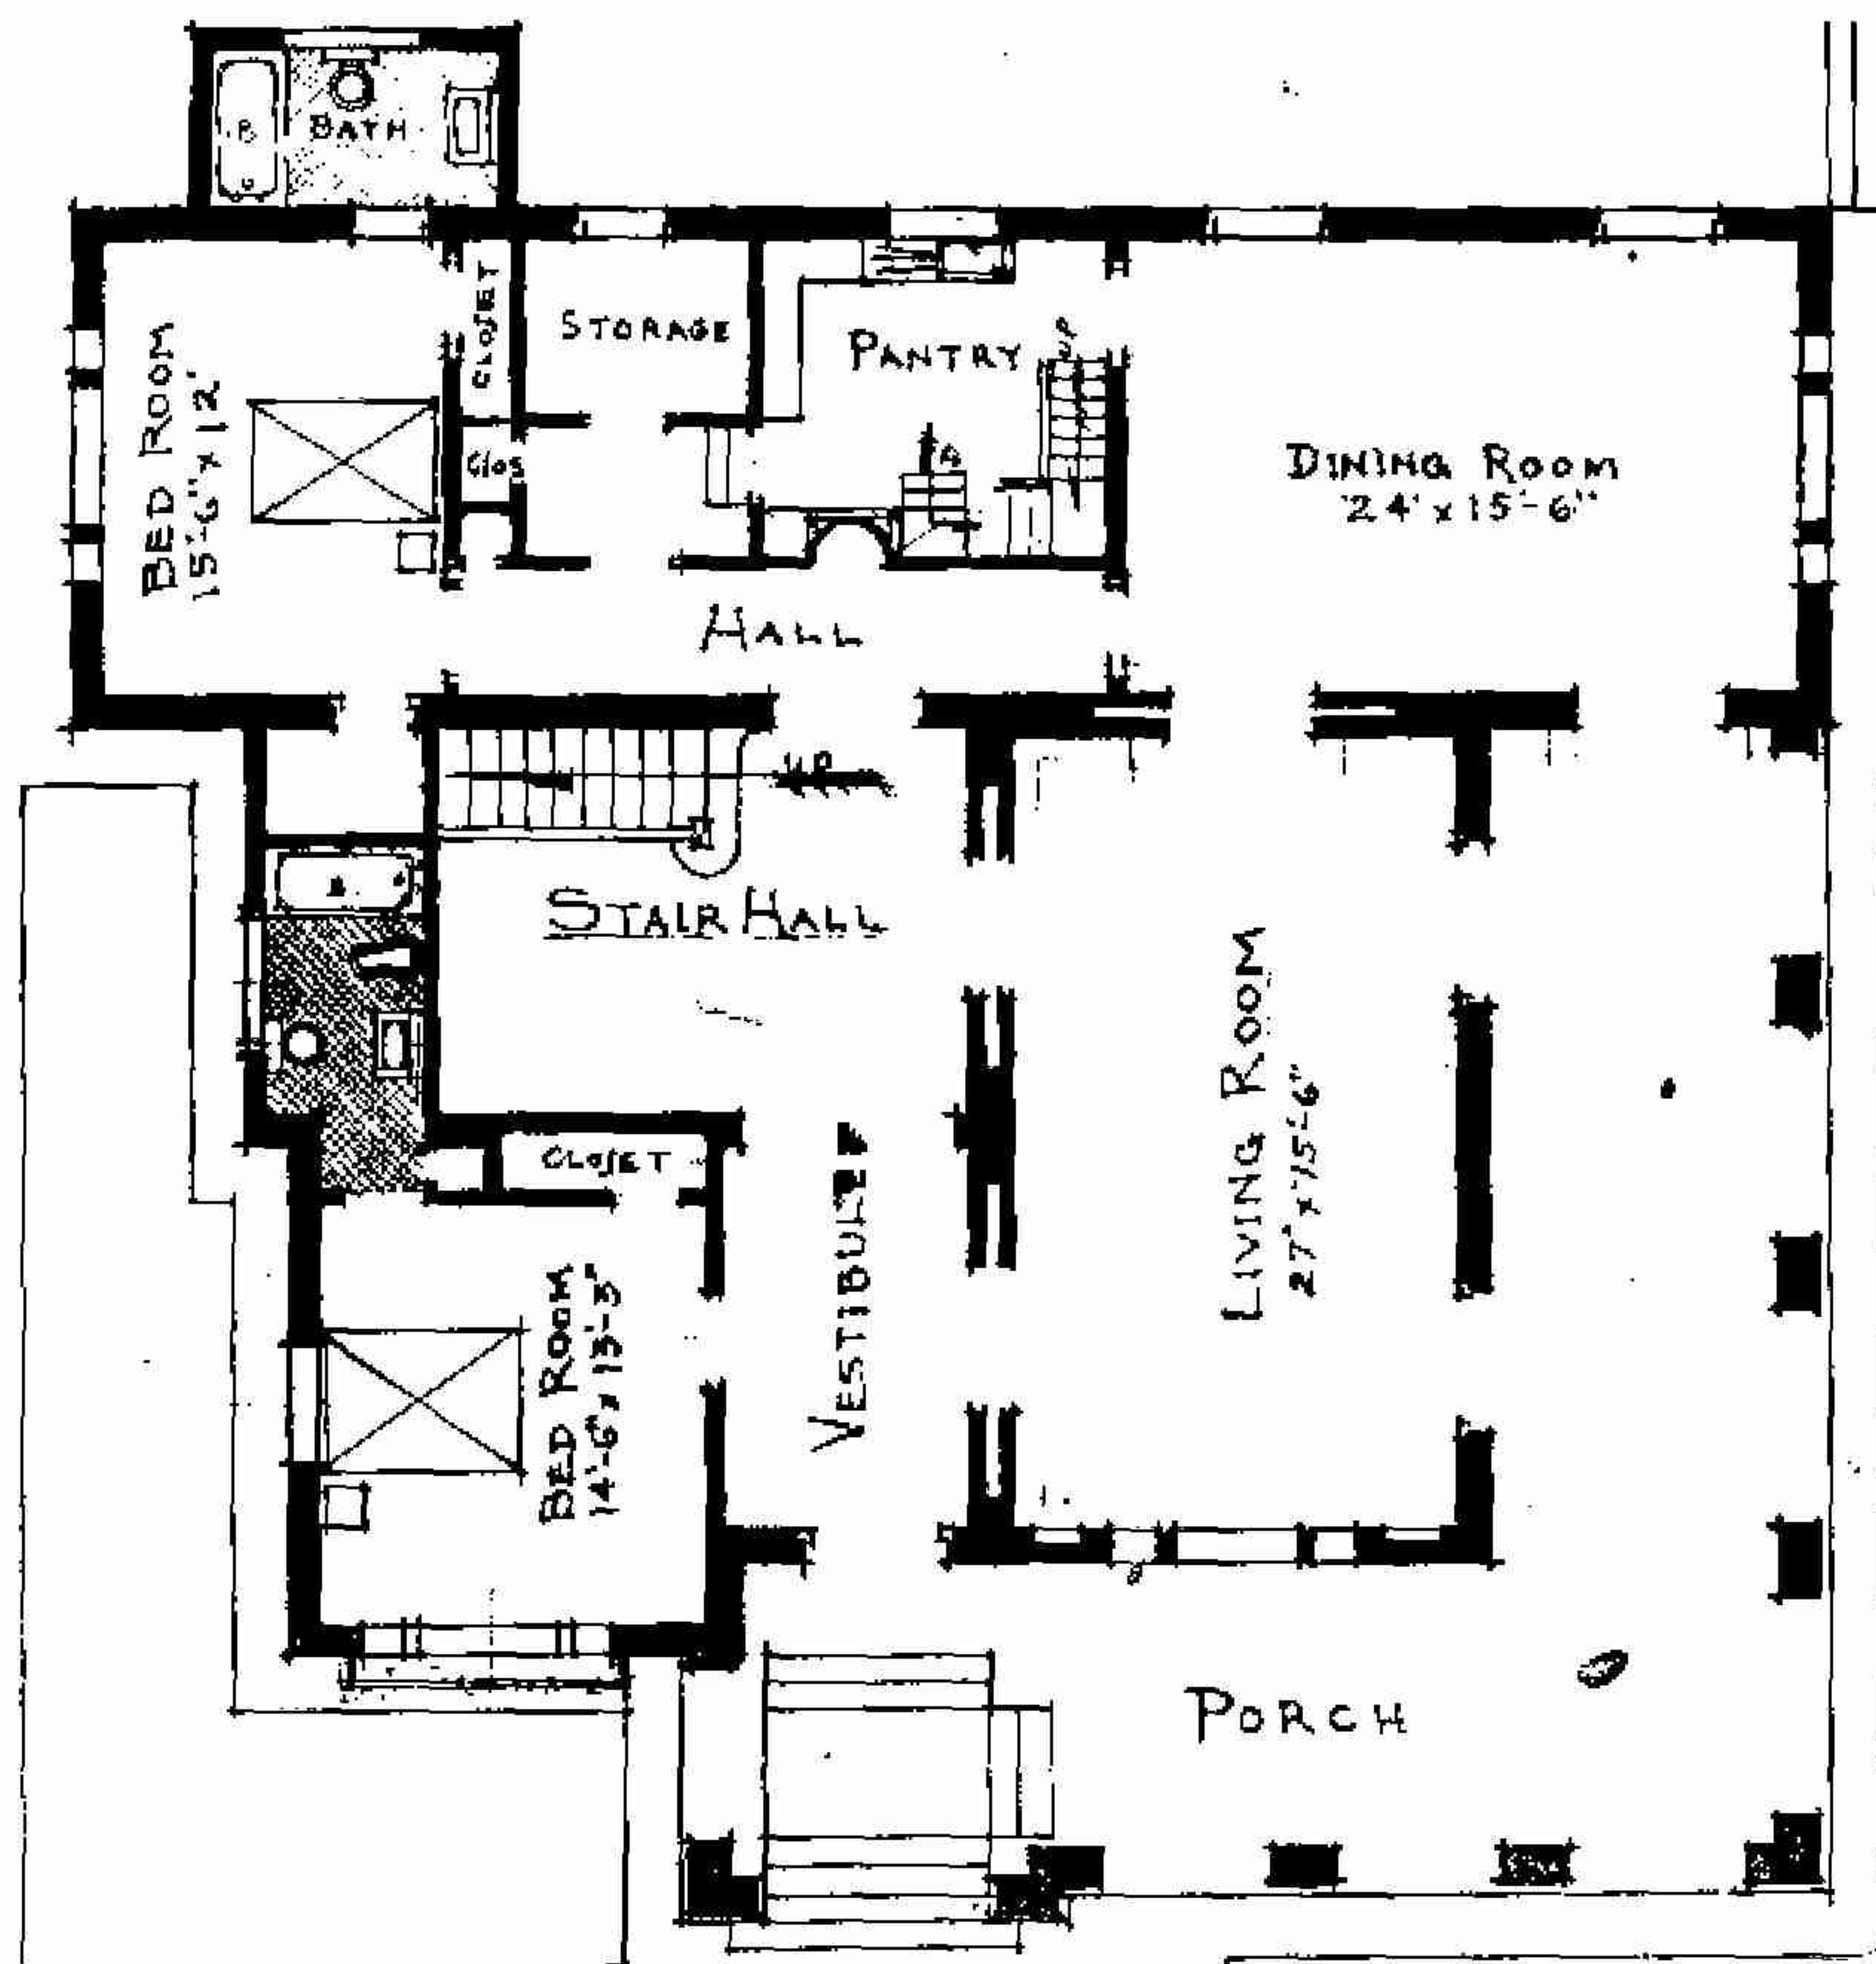 B
BATH
CLOSET
STORAGE
PANTRY
UP
BED ROOM
15'-6" x 12'
Clos
DINING ROOM
24' x 15'-6"
HALL
UP
STAIR HALL
LIVING ROOM
27' x 15'-6"
CLOSET
VESTIBULE
BED ROOM
14'-6" x 13'-3"
PORCH